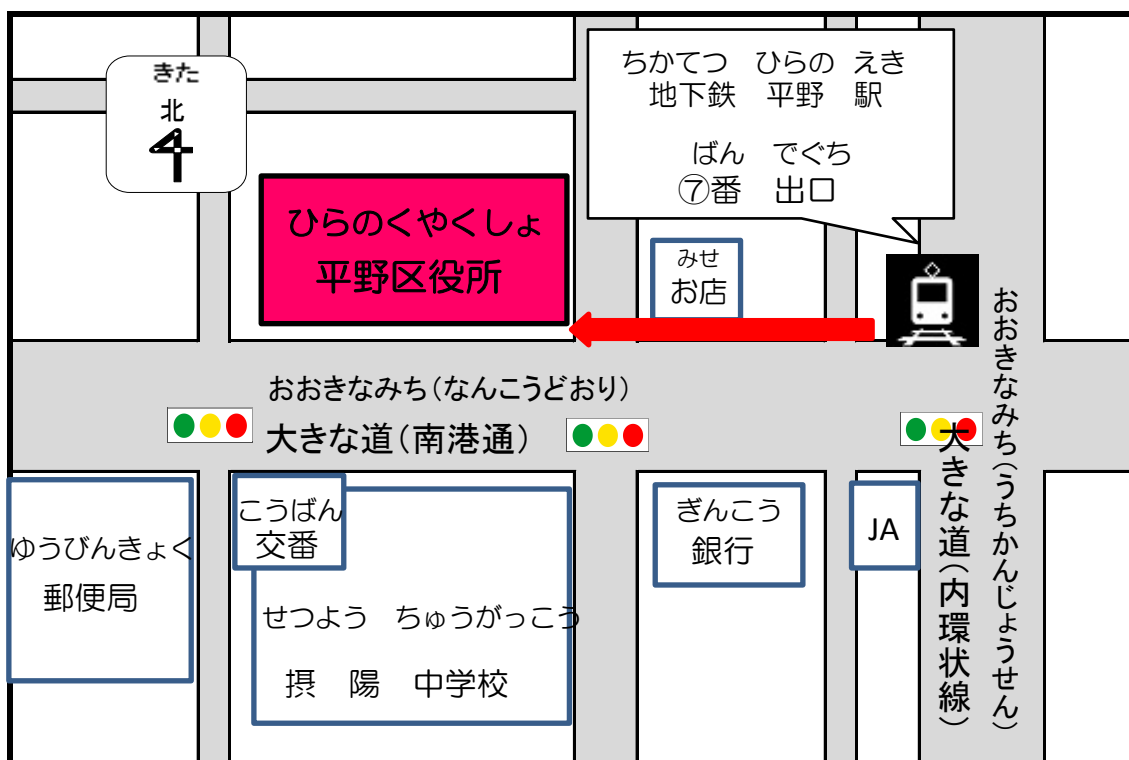 きた
北
ちかてつ ひらの えき
地下鉄 平野 駅
ばん でぐち
⑦番 出口
ひらのくやくしょ
平野区役所
みせ
お店
おおきなみち(なんこうどおり)
大きな道(南港通)
おおきなみち(うちかんじょうせん)
大きな道(内環状線)
ゆうびんきょく
郵便局
こうばん
交番
せつよう ちゅうがっこう
摂 陽 中学校
ぎんこう
銀行
JA